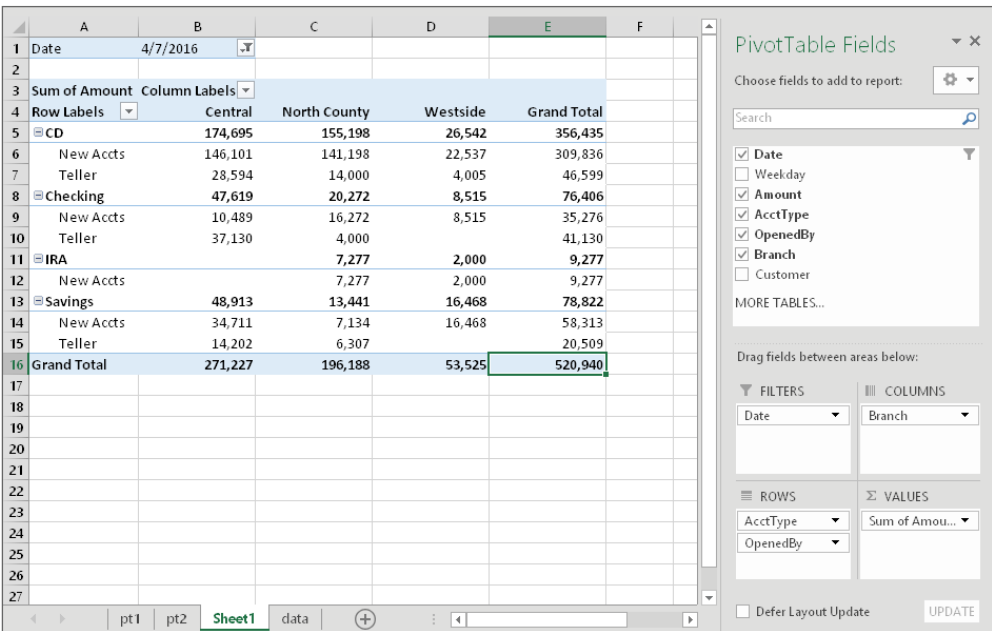 A B C D E F
1 Date 4/7/2016
2
3 Sum of Amount Column Labels
4 Row Labels Central North County Westside Grand Total
5 CD 174,695 155,198 26,542 356,435
6 New Accts 146,101 141,198 22,537 309,836
7 Teller 28,594 14,000 4,005 46,599
8 Checking 47,619 20,272 8,515 76,406
9 New Accts 10,489 16,272 8,515 35,276
10 Teller 37,130 4,000 41,130
11 IRA 7,277 2,000 9,277
12 New Accts 7,277 2,000 9,277
13 Savings 48,913 13,441 16,468 78,822
14 New Accts 34,711 7,134 16,468 58,313
15 Teller 14,202 6,307 20,509
16 Grand Total 271,227 196,188 53,525 520,940
17
18
19
20
21
22
23
24
25
26
27
pt1 pt2 Sheet1 data
PivotTable Fields
Choose fields to add to report:
Search
Date
Weekday
Amount
AcctType
OpenedBy
Branch
Customer
MORE TABLES...
Drag fields between areas below:
FILTERS COLUMNS
Date Branch
ROWS Σ VALUES
AcctType Sum of Amou...
OpenedBy
Defer Layout Update UPDATE